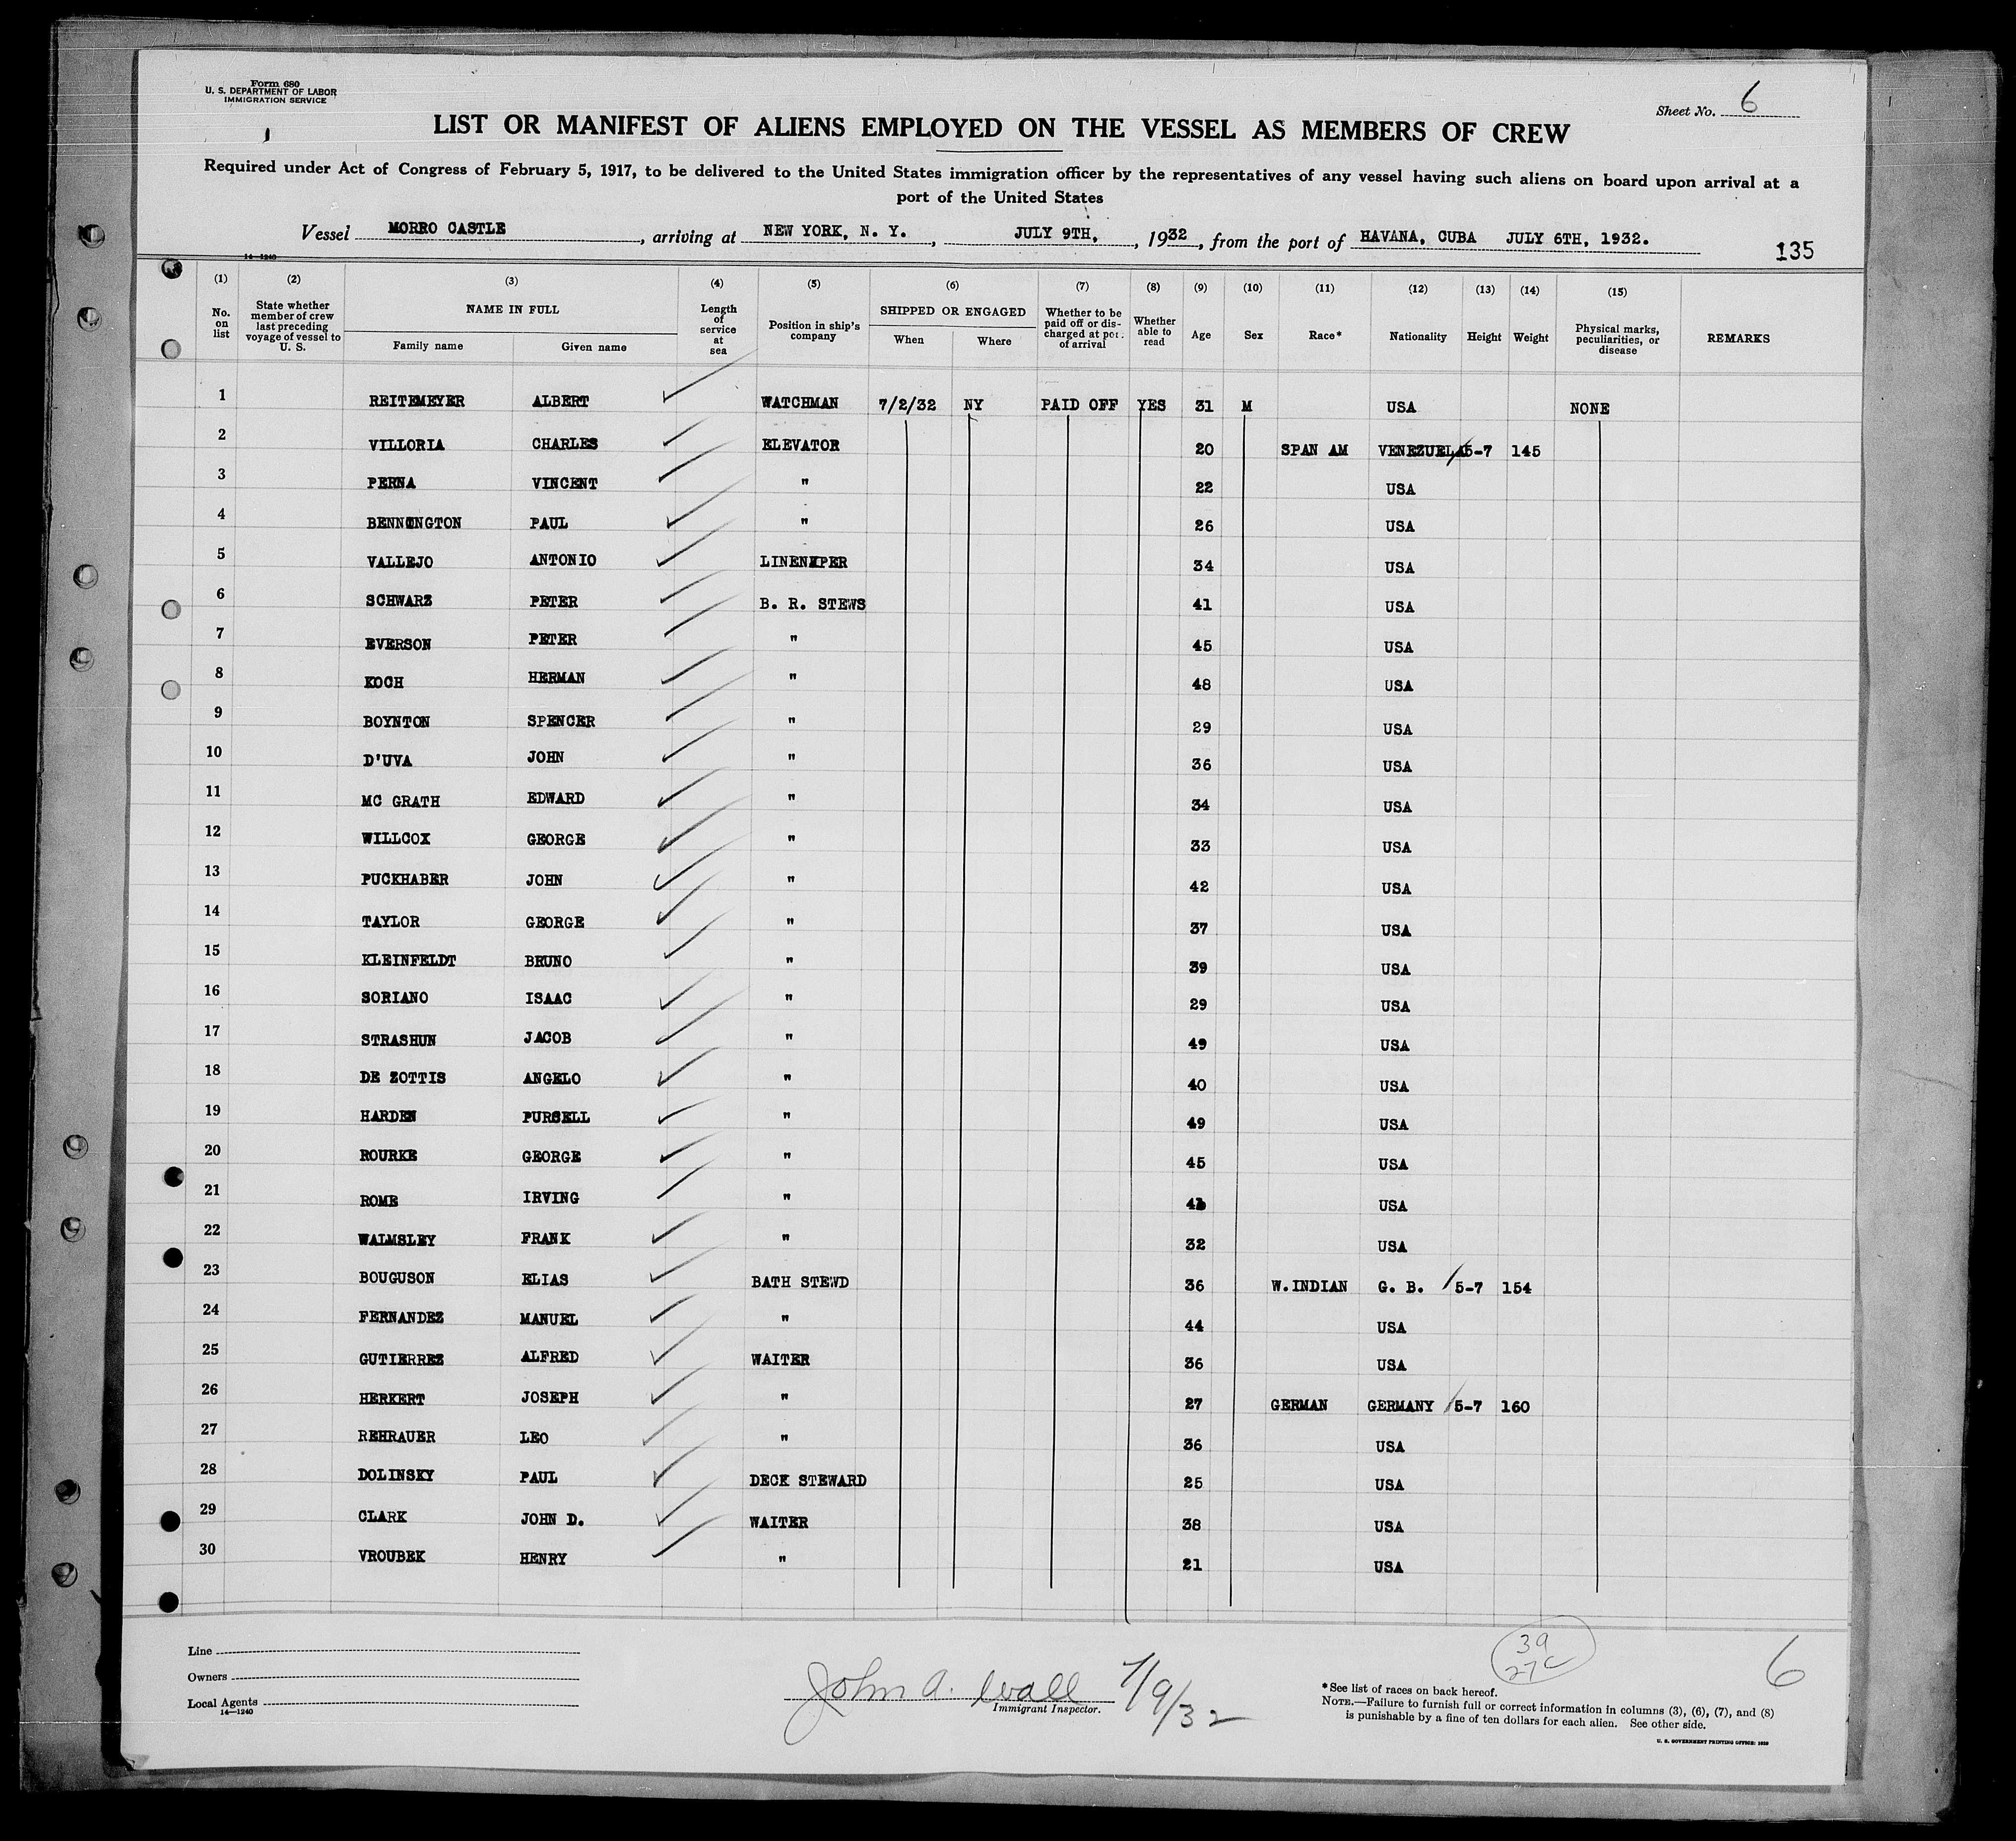 Form 680
U. S. DEPARTMENT OF LABOR
IMMIGRATION SERVICE
Sheet No. 6
LIST OR MANIFEST OF ALIENS EMPLOYED ON THE VESSEL AS MEMBERS OF CREW
Required under Act of Congress of February 5, 1917, to be delivered to the United States immigration officer by the representatives of any vessel having such aliens on board upon arrival at a
port of the United States
Vessel MORRO CASTLE, arriving at NEW YORK, N. Y., JULY 9TH, 1932, from the port of HAVANA, CUBA JULY 6TH, 1932.
135
14—1240
(1) (2) (3) (4) (5) (6) (7) (8) (9) (10) (11) (12) (13) (14) (15)
No. on list State whether member of crew last preceding voyage of vessel to U. S. NAME IN FULL Family name Given name Length of service at sea Position in ship's company SHIPPED OR ENGAGED When Where Whether to be paid off or discharged at port of arrival Whether able to read Age Sex Race* Nationality Height Weight Physical marks, peculiarities, or disease REMARKS
1 REITEMEYER ALBERT WATCHMAN 7/2/32 NY PAID OFF YES 31 M USA NONE
2 VILLORIA CHARLES ELEVATOR 20 SPAN AM VENEZUELA 5-7 145
3 PERNA VINCENT " 22 USA
4 BENNINGTON PAUL " 26 USA
5 VALLEJO ANTONIO LINENKPER 34 USA
6 SCHWARZ PETER B. R. STEWS 41 USA
7 EVERSON PETER " 45 USA
8 KOCH HERMAN " 48 USA
9 BOYNTON SPENCER " 29 USA
10 D'UVA JOHN " 36 USA
11 MC GRATH EDWARD " 34 USA
12 WILLCOX GEORGE " 33 USA
13 PUCKHABER JOHN " 42 USA
14 TAYLOR GEORGE " 37 USA
15 KLEINFELDT BRUNO " 39 USA
16 SORIANO ISAAC " 29 USA
17 STRASHUN JACOB " 49 USA
18 DE ZOTTIS ANGELO " 40 USA
19 HARDEN PURSELL " 49 USA
20 ROURKE GEORGE " 45 USA
21 ROME IRVING " USA
22 WALMSLEY FRANK " 32 USA
23 BOUGUSON ELIAS BATH STEWD 36 W.INDIAN G. B. 5-7 154
24 FERNANDEZ MANUEL " 44 USA
25 GUTIERREZ ALFRED WAITER 36 USA
26 HERKERT JOSEPH " 27 GERMAN GERMANY 5-7 160
27 REHRAUER LEO " 36 USA
28 DOLINSKY PAUL DECK STEWARD 25 USA
29 CLARK JOHN D. WAITER 38 USA
30 VROUBEK HENRY " 21 USA
Line
Owners
Local Agents
14—1240
John A. Wall 7/9/32
Immigrant Inspector.
3a
27c
6
*See list of races on back hereof.
NOTE.—Failure to furnish full or correct information in columns (3), (6), (7), and (8)
is punishable by a fine of ten dollars for each alien. See other side.